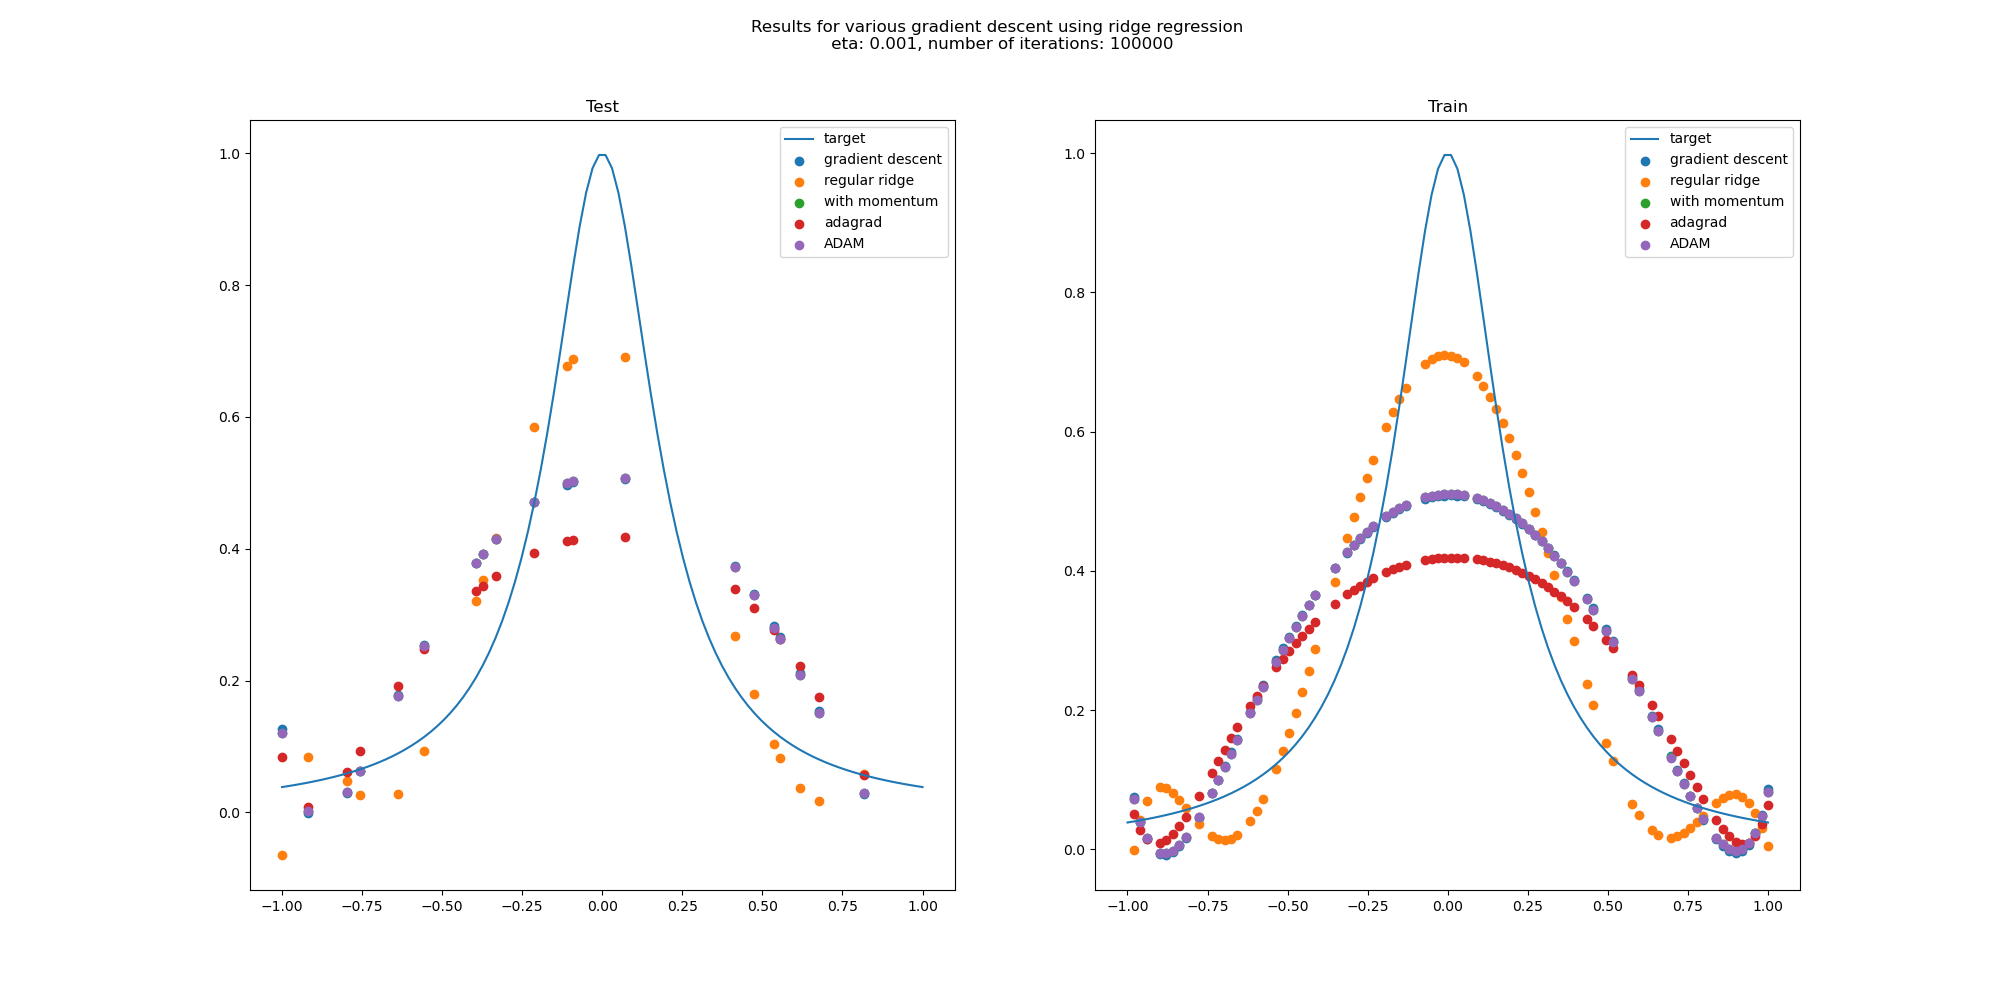 Results for various gradient descent using ridge regression
eta: 0.001, number of iterations: 100000
Test
target
gradient descent
regular ridge
with momentum
adagrad
ADAM
1.0
0.8
0.6
0.4
0.2
0.0
−1.00 −0.75 −0.50 −0.25 0.00 0.25 0.50 0.75 1.00
Train
target
gradient descent
regular ridge
with momentum
adagrad
ADAM
1.0
0.8
0.6
0.4
0.2
0.0
−1.00 −0.75 −0.50 −0.25 0.00 0.25 0.50 0.75 1.00